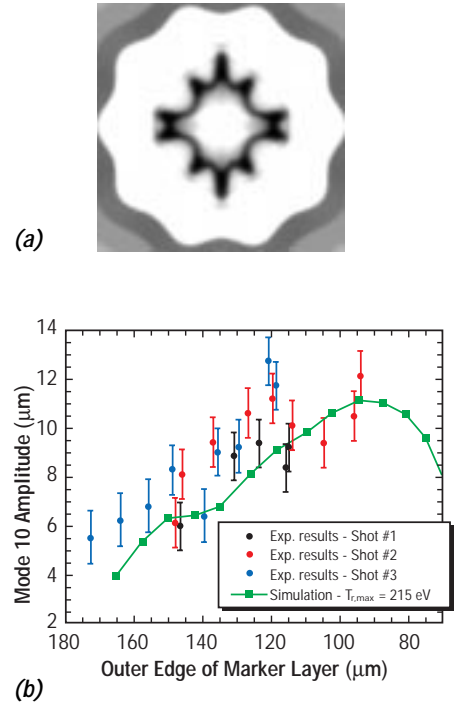 (a)
14
12
10
8
6
4
2
Mode 10 Amplitude (μm)
Exp. results - Shot #1
Exp. results - Shot #2
Exp. results - Shot #3
Simulation - Tr,max = 215 eV
180 160 140 120 100 80
Outer Edge of Marker Layer (μm)
(b)